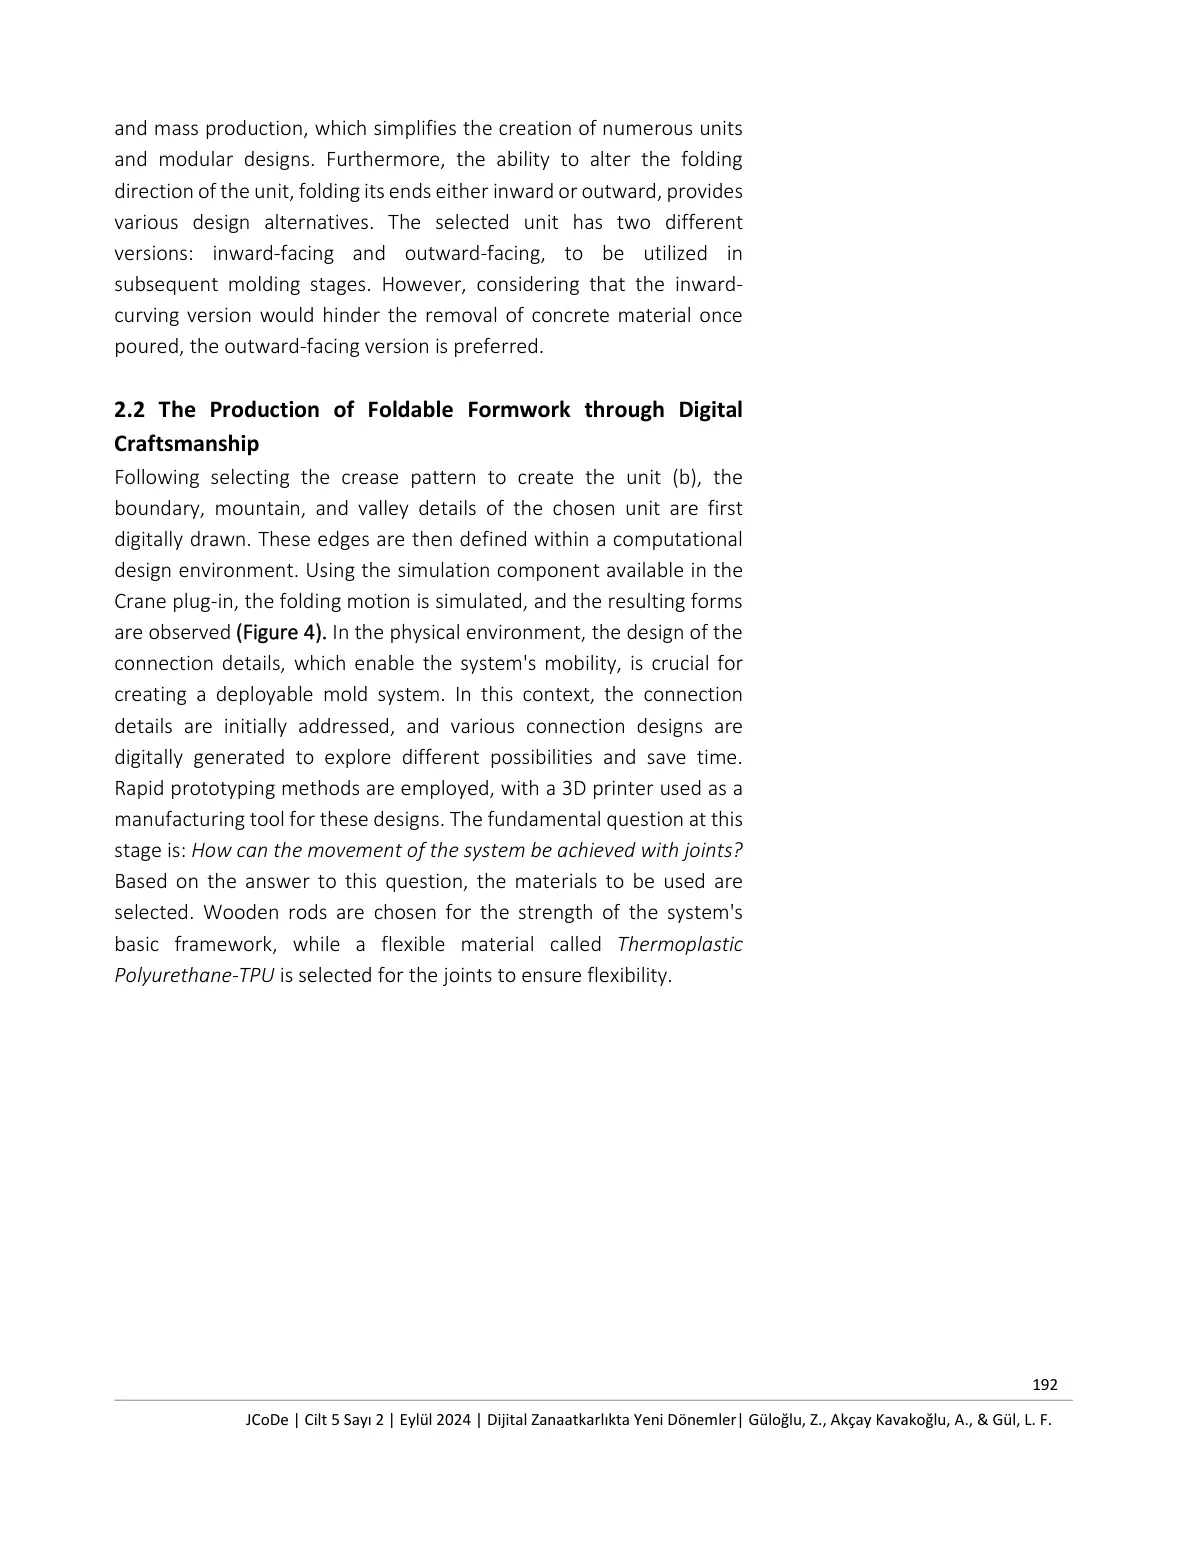 and mass production, which simplifies the creation of numerous units
and modular designs. Furthermore, the ability to alter the folding
direction of the unit, folding its ends either inward or outward, provides
various design alternatives. The selected unit has two different
versions: inward-facing and outward-facing, to be utilized in
subsequent molding stages. However, considering that the inward-
curving version would hinder the removal of concrete material once
poured, the outward-facing version is preferred.
2.2 The Production of Foldable Formwork through Digital
Craftsmanship
Following selecting the crease pattern to create the unit (b), the
boundary, mountain, and valley details of the chosen unit are first
digitally drawn. These edges are then defined within a computational
design environment. Using the simulation component available in the
Crane plug-in, the folding motion is simulated, and the resulting forms
are observed (Figure 4). In the physical environment, the design of the
connection details, which enable the system's mobility, is crucial for
creating a deployable mold system. In this context, the connection
details are initially addressed, and various connection designs are
digitally generated to explore different possibilities and save time.
Rapid prototyping methods are employed, with a 3D printer used as a
manufacturing tool for these designs. The fundamental question at this
stage is: How can the movement of the system be achieved with joints?
Based on the answer to this question, the materials to be used are
selected. Wooden rods are chosen for the strength of the system's
basic framework, while a flexible material called Thermoplastic
Polyurethane-TPU is selected for the joints to ensure flexibility.
192
JCoDe | Cilt 5 Sayı 2 | Eylül 2024 | Dijital Zanaatkarlıkta Yeni Dönemler| Güloğlu, Z., Akçay Kavakoğlu, A., & Gül, L. F.